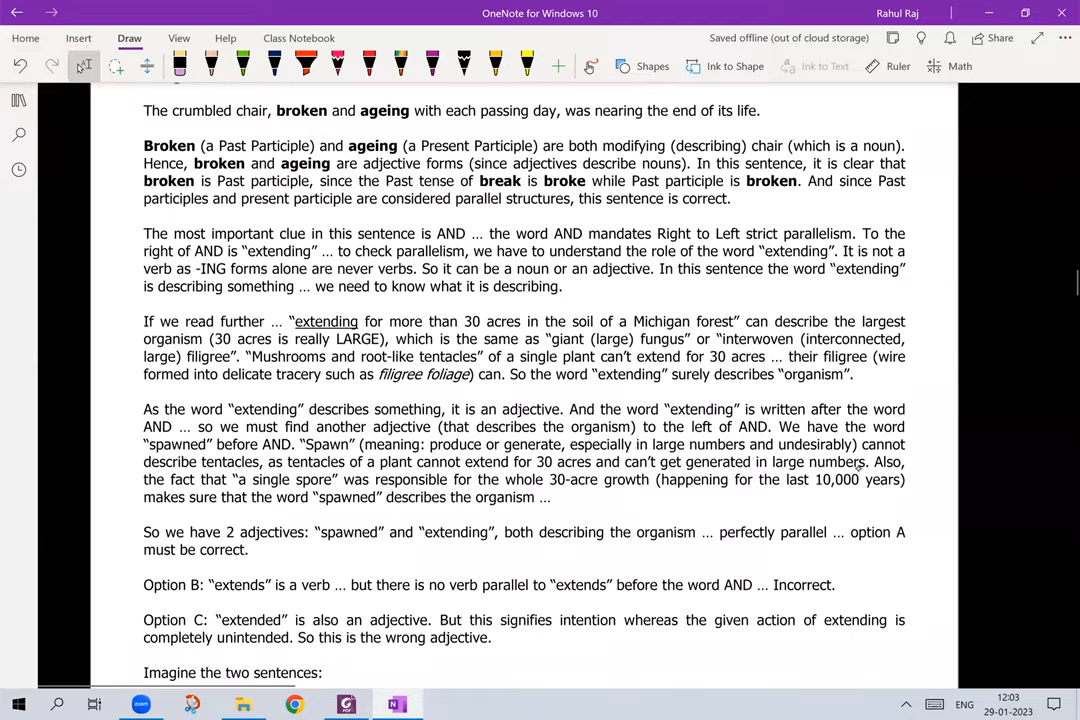 OneNote for Windows 10
Rahul Raj
Home Insert Draw View Help Class Notebook
Saved offline (out of cloud storage)
Share
Shapes
Ink to Shape
Ink to Text
Ruler
Math
The crumbled chair, broken and ageing with each passing day, was nearing the end of its life.
Broken (a Past Participle) and ageing (a Present Participle) are both modifying (describing) chair (which is a noun).
Hence, broken and ageing are adjective forms (since adjectives describe nouns). In this sentence, it is clear that
broken is Past participle, since the Past tense of break is broke while Past participle is broken. And since Past
participles and present participle are considered parallel structures, this sentence is correct.
The most important clue in this sentence is AND … the word AND mandates Right to Left strict parallelism. To the
right of AND is “extending” … to check parallelism, we have to understand the role of the word “extending”. It is not a
verb as -ING forms alone are never verbs. So it can be a noun or an adjective. In this sentence the word “extending”
is describing something … we need to know what it is describing.
If we read further … “extending for more than 30 acres in the soil of a Michigan forest” can describe the largest
organism (30 acres is really LARGE), which is the same as “giant (large) fungus” or “interwoven (interconnected,
large) filigree”. “Mushrooms and root-like tentacles” of a single plant can’t extend for 30 acres … their filigree (wire
formed into delicate tracery such as filigree foliage) can. So the word “extending” surely describes “organism”.
As the word “extending” describes something, it is an adjective. And the word “extending” is written after the word
AND … so we must find another adjective (that describes the organism) to the left of AND. We have the word
“spawned” before AND. “Spawn” (meaning: produce or generate, especially in large numbers and undesirably) cannot
describe tentacles, as tentacles of a plant cannot extend for 30 acres and can’t get generated in large numbers. Also,
the fact that “a single spore” was responsible for the whole 30-acre growth (happening for the last 10,000 years)
makes sure that the word “spawned” describes the organism …
So we have 2 adjectives: “spawned” and “extending”, both describing the organism … perfectly parallel … option A
must be correct.
Option B: “extends” is a verb … but there is no verb parallel to “extends” before the word AND … Incorrect.
Option C: “extended” is also an adjective. But this signifies intention whereas the given action of extending is
completely unintended. So this is the wrong adjective.
Imagine the two sentences:
zoom
PDF
ENG
12:03
29-01-2023